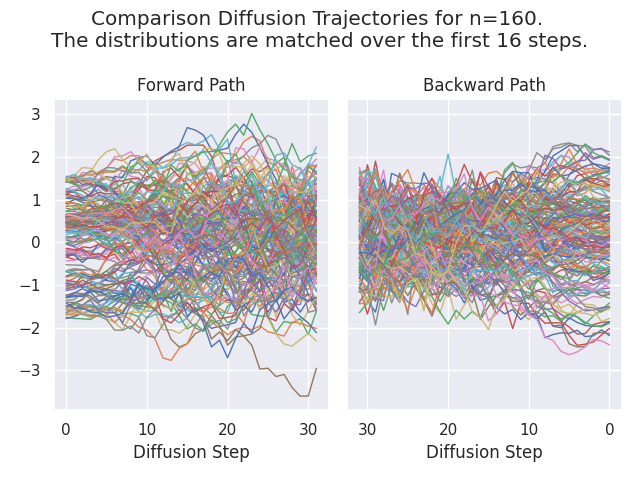 Comparison Diffusion Trajectories for n=160.
The distributions are matched over the first 16 steps.
Forward Path
Backward Path
3
2
1
0
−1
−2
−3
0
10
20
30
30
20
10
0
Diffusion Step
Diffusion Step